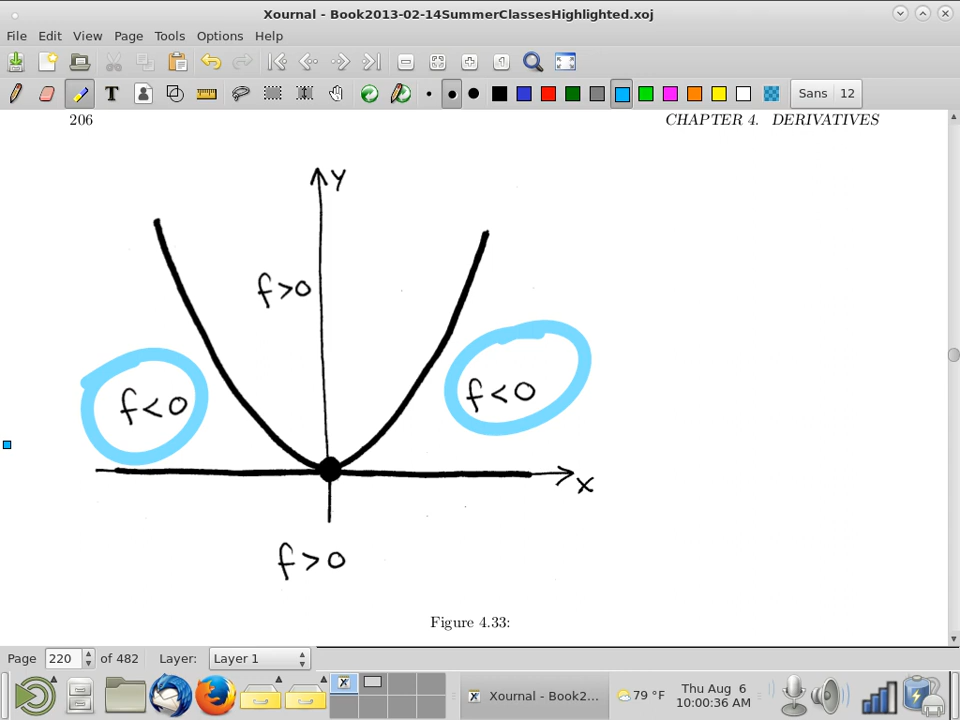 Xournal - Book2013-02-14SummerClassesHighlighted.xoj
File Edit View Page Tools Options Help
T Sans 12
206 CHAPTER 4. DERIVATIVES
y
f>0
f<0
f<0
x
f>0
Figure 4.33:
Page 220 of 482 Layer: Layer 1
Xournal - Book2... 79 °F Thu Aug 6
10:00:36 AM